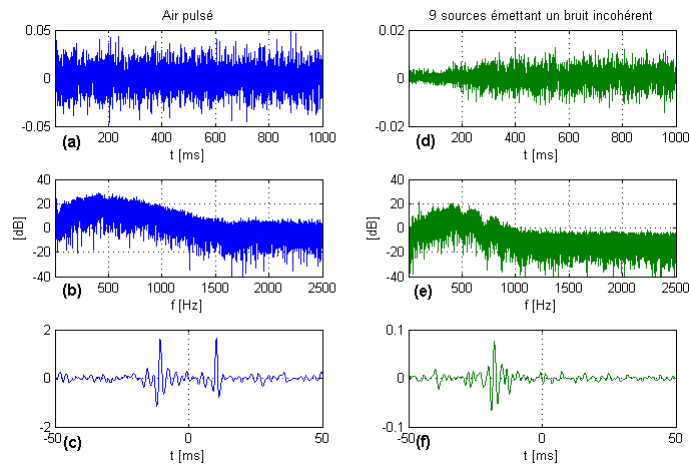 Air pulsé
0.05
0
-0.05
200 400 600 800 1000
(a)
t [ms]
9 sources émettant un bruit incohérent
0.02
0
-0.02
200 400 600 800 1000
(d)
t [ms]
40
20
0
-20
-40
[dB]
500 1000 1500 2000 2500
(b)
f [Hz]
40
20
0
-20
40
[dB]
500 1000 1500 2000 2500
(e)
f [Hz]
2
0
-2
-50 0 50
(c)
t [ms]
0.1
0
-0.1
-50 0 50
(f)
t [ms]